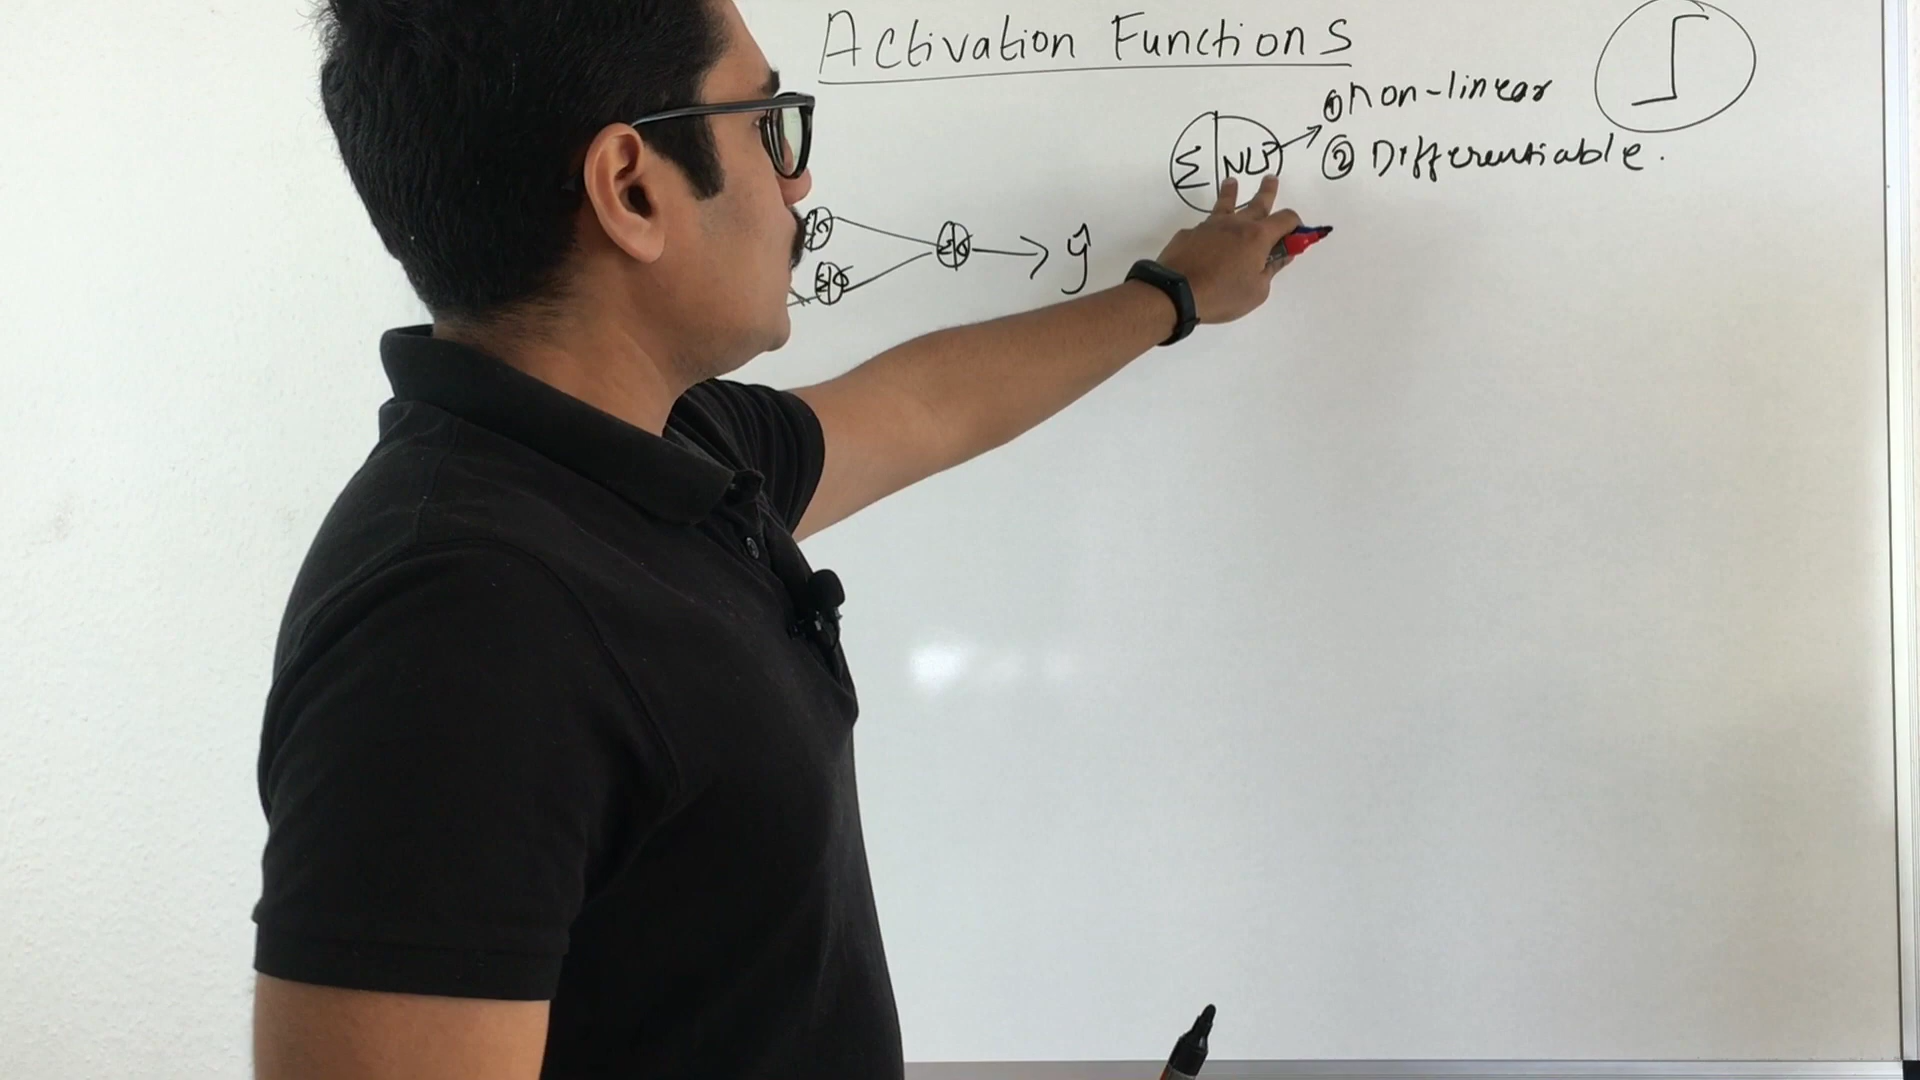 Activation Functions
① non-linear
Σ NLF
② Differentiable.
Σ σ
Σ σ
ŷ